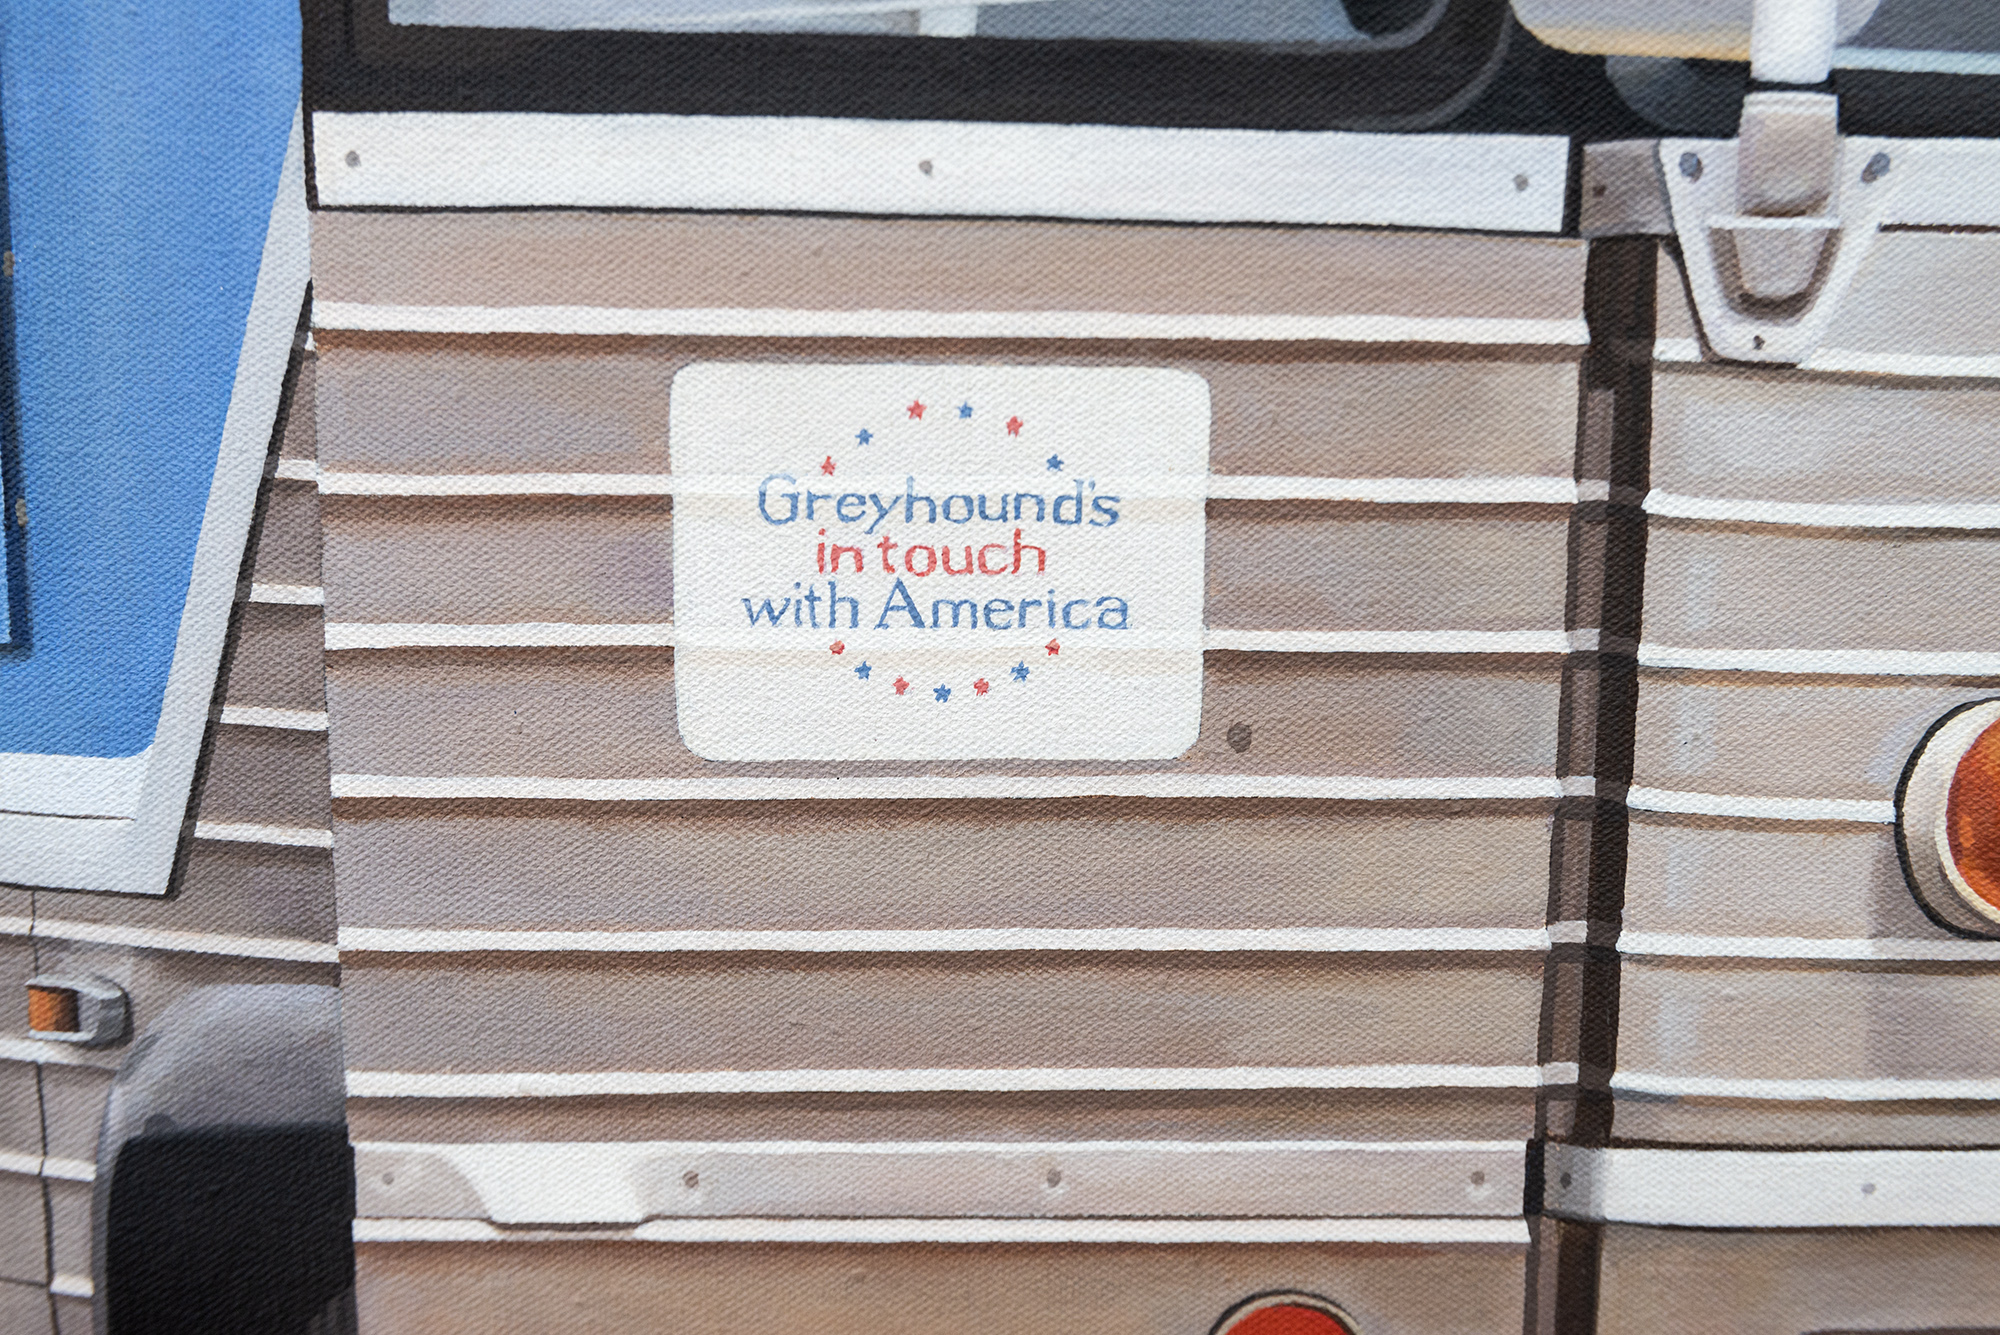 Greyhound's
in touch
with America